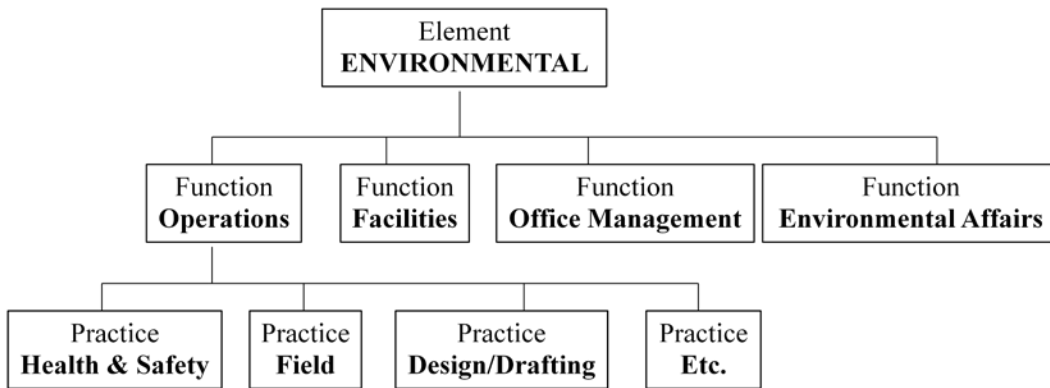 Element
ENVIRONMENTAL
Function
Operations
Function
Facilities
Function
Office Management
Function
Environmental Affairs
Practice
Health & Safety
Practice
Field
Practice
Design/Drafting
Practice
Etc.